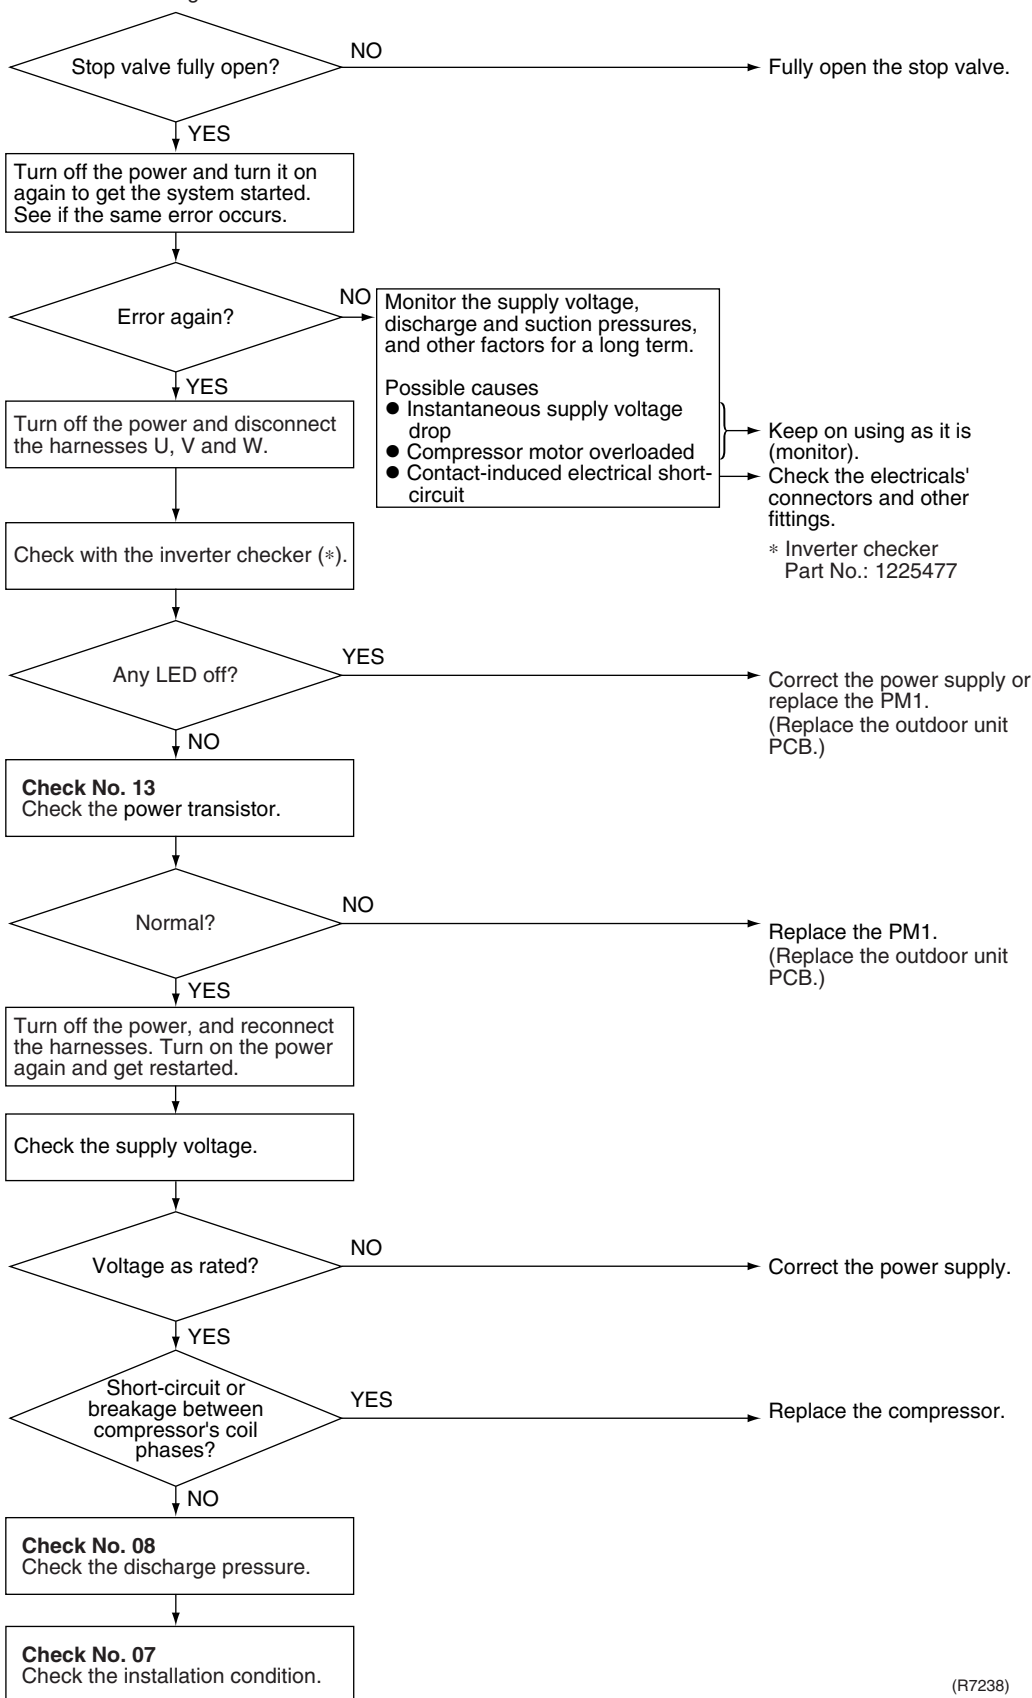 Stop valve fully open?
NO
Fully open the stop valve.
YES
Turn off the power and turn it on
again to get the system started.
See if the same error occurs.
Error again?
NO
Monitor the supply voltage,
discharge and suction pressures,
and other factors for a long term.
Possible causes
● Instantaneous supply voltage
drop
● Compressor motor overloaded
● Contact-induced electrical short-
circuit
Keep on using as it is
(monitor).
Check the electricals'
connectors and other
fittings.
∗ Inverter checker
Part No.: 1225477
YES
Turn off the power and disconnect
the harnesses U, V and W.
Check with the inverter checker (∗).
Any LED off?
YES
Correct the power supply or
replace the PM1.
(Replace the outdoor unit
PCB.)
NO
Check No. 13
Check the power transistor.
Normal?
NO
Replace the PM1.
(Replace the outdoor unit
PCB.)
YES
Turn off the power, and reconnect
the harnesses. Turn on the power
again and get restarted.
Check the supply voltage.
Voltage as rated?
NO
Correct the power supply.
YES
Short-circuit or
breakage between
compressor's coil
phases?
YES
Replace the compressor.
NO
Check No. 08
Check the discharge pressure.
Check No. 07
Check the installation condition.
(R7238)